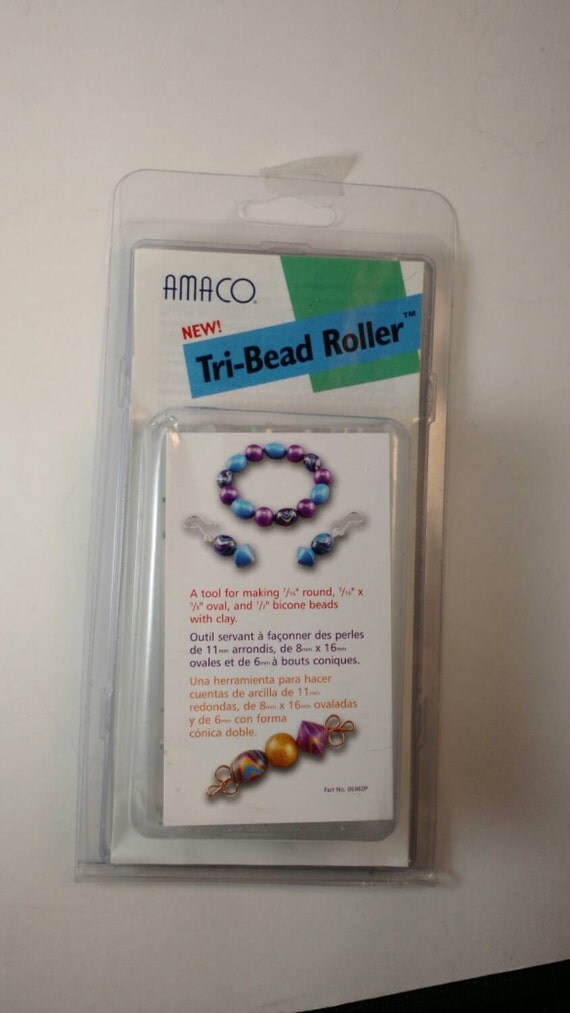 AMACO®
NEW!
Tri-Bead Roller™
A tool for making 7/16" round, 5/16" x
5/8" oval, and 1/2" bicone beads
with clay.
Outil servant à façonner des perles
de 11mm arrondis, de 8mm x 16mm
ovales et de 6mm à bouts coniques.
Una herramienta para hacer
cuentas de arcilla de 11mm
redondas, de 8mm x 16mm ovaladas
y de 6mm con forma
cónica doble.
Part No.